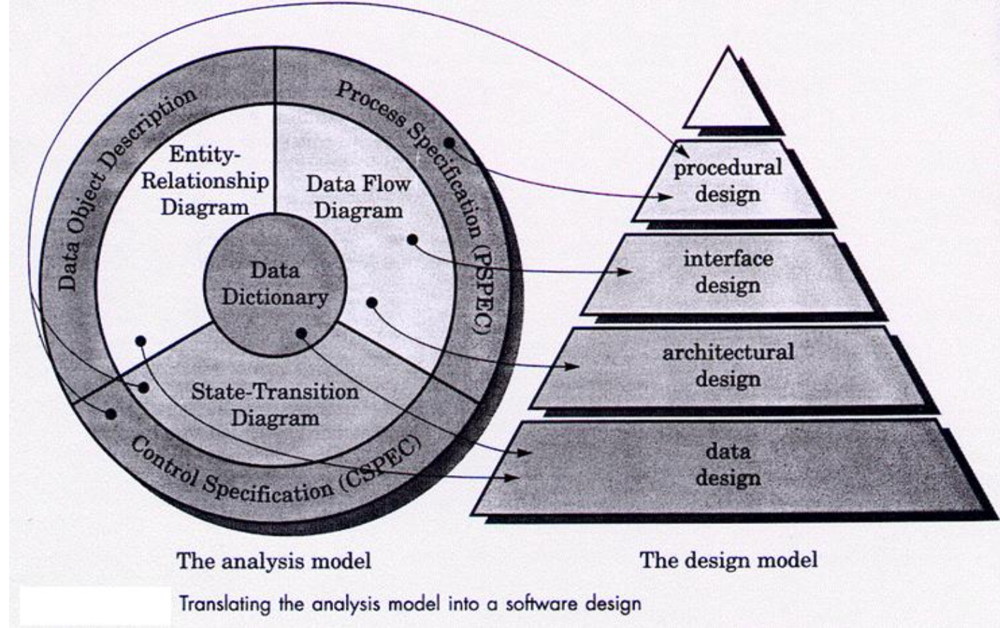 Data Object Description
Process Specification (PSPEC)
Entity-
Relationship
Diagram
Data Flow
Diagram
Data
Dictionary
State-Transition
Diagram
Control Specification (CSPEC)
procedural
design
interface
design
architectural
design
data
design
The analysis model
The design model
Translating the analysis model into a software design